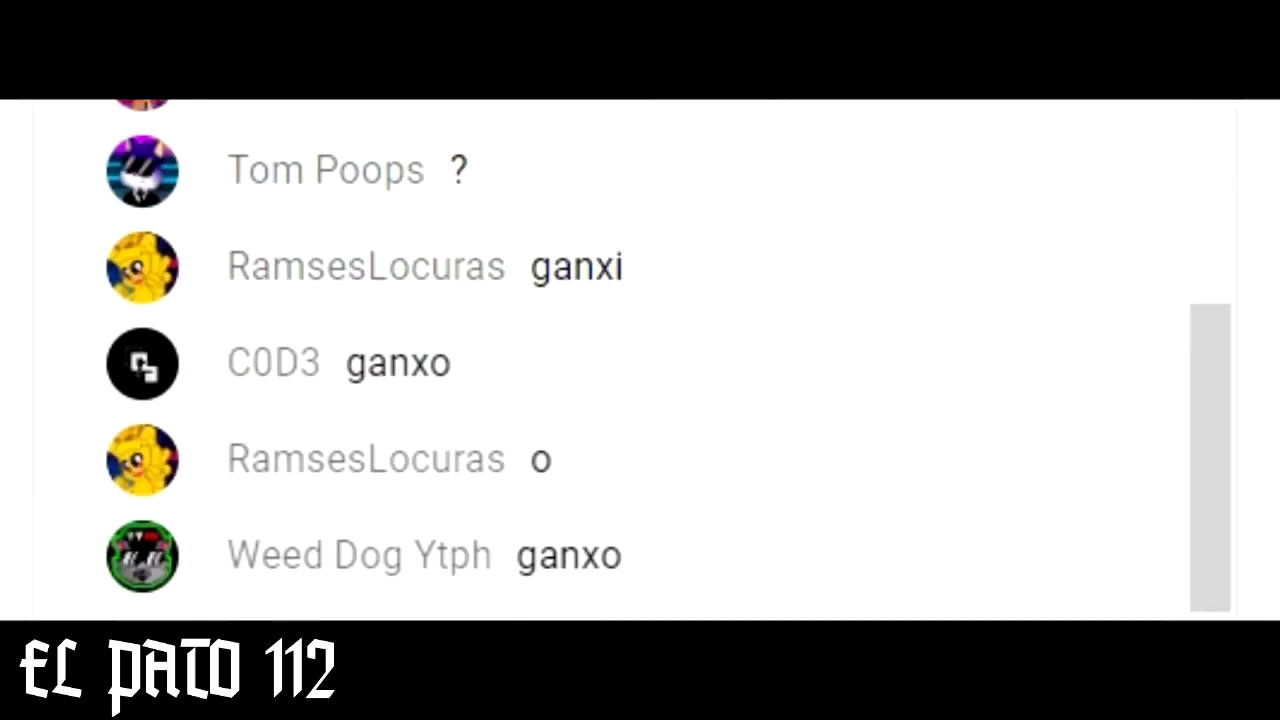 Tom Poops ?
RamsesLocuras ganxi
C0D3 ganxo
RamsesLocuras o
Weed Dog Ytph ganxo
EL PATO 112